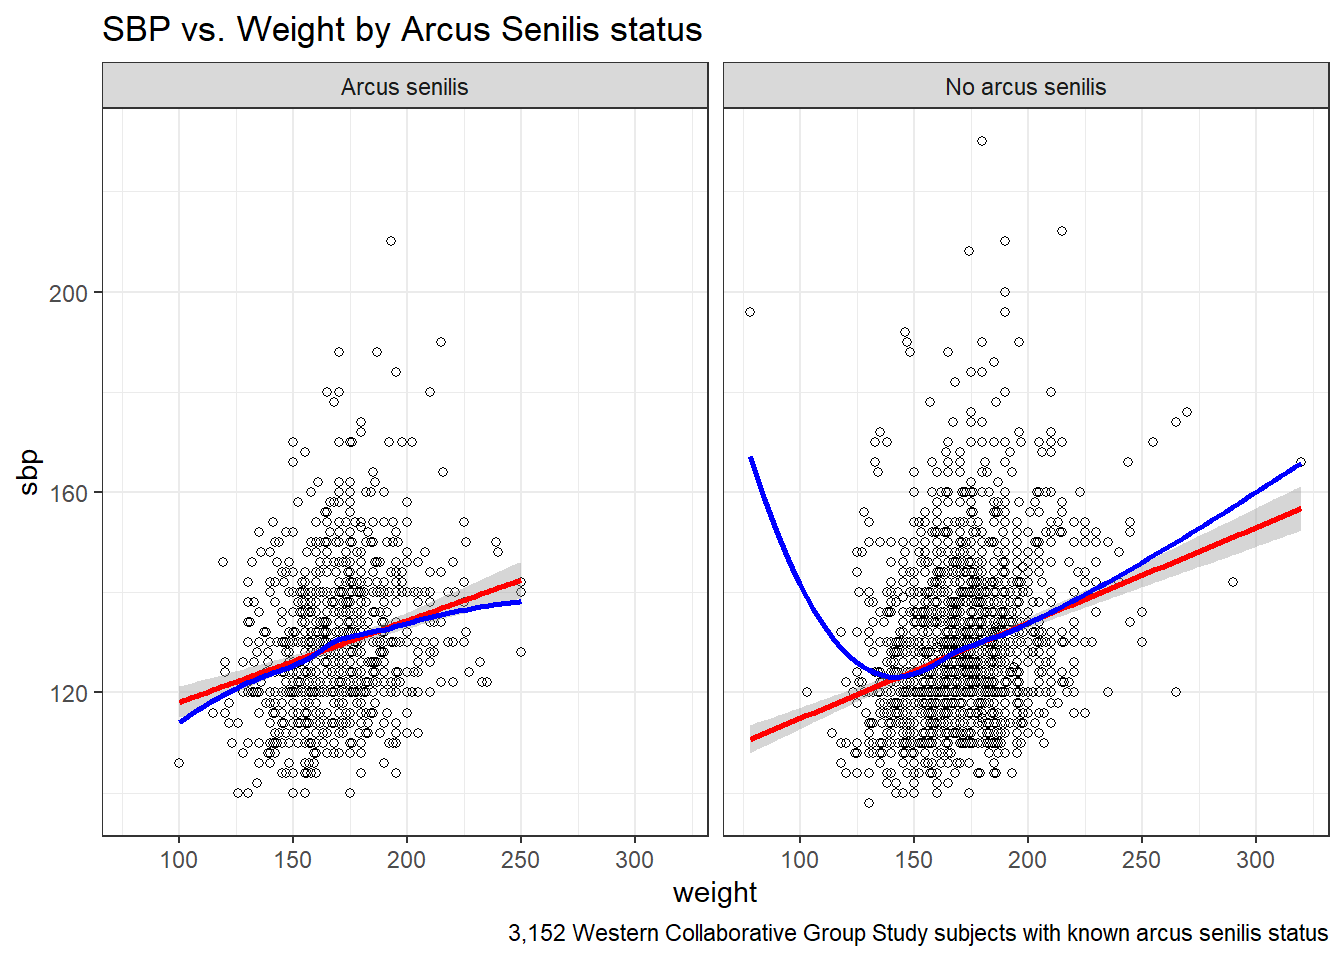 SBP vs. Weight by Arcus Senilis status
Arcus senilis
No arcus senilis
sbp
200
160
120
100 150 200 250 300
100 150 200 250 300
weight
3,152 Western Collaborative Group Study subjects with known arcus senilis status